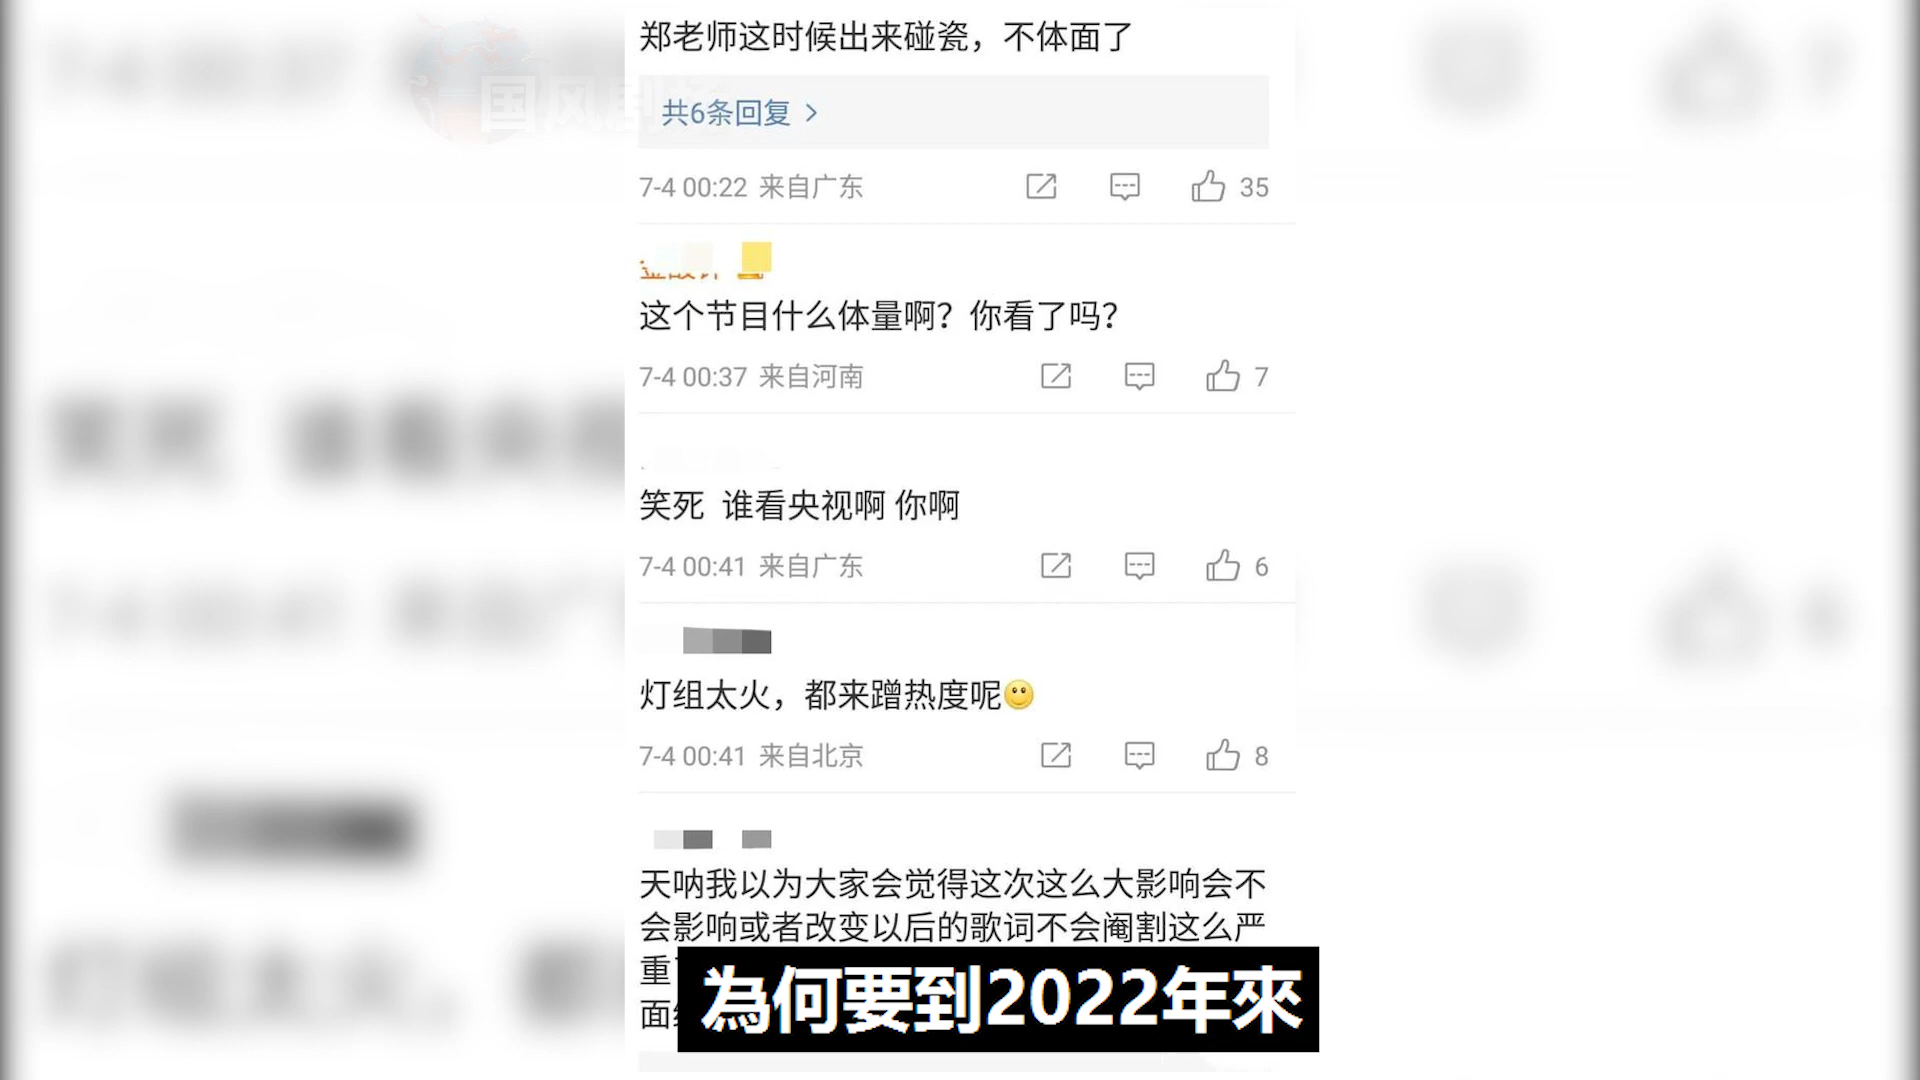 郑老师这时候出来碰瓷，不体面了
国风剧
共6条回复 >
7-4 00:22 来自广东 35
这个节目什么体量啊？你看了吗？
7-4 00:37 来自河南 7
笑死 谁看央视啊 你啊
7-4 00:41 来自广东 6
灯组太火，都来蹭热度呢
7-4 00:41 来自北京 8
天呐我以为大家会觉得这次这么大影响会不
会影响或者改变以后的歌词不会阉割这么严
重
面
為何要到2022年來